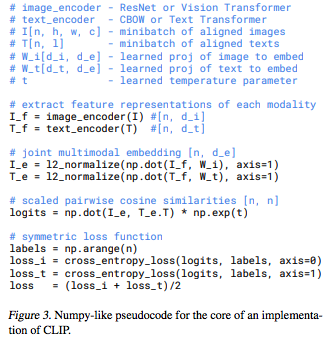 # image_encoder - ResNet or Vision Transformer
# text_encoder - CBOW or Text Transformer
# I[n, h, w, c] - minibatch of aligned images
# T[n, l] - minibatch of aligned texts
# W_i[d_i, d_e] - learned proj of image to embed
# W_t[d_t, d_e] - learned proj of text to embed
# t - learned temperature parameter
# extract feature representations of each modality
I_f = image_encoder(I) #[n, d_i]
T_f = text_encoder(T) #[n, d_t]
# joint multimodal embedding [n, d_e]
I_e = l2_normalize(np.dot(I_f, W_i), axis=1)
T_e = l2_normalize(np.dot(T_f, W_t), axis=1)
# scaled pairwise cosine similarities [n, n]
logits = np.dot(I_e, T_e.T) * np.exp(t)
# symmetric loss function
labels = np.arange(n)
loss_i = cross_entropy_loss(logits, labels, axis=0)
loss_t = cross_entropy_loss(logits, labels, axis=1)
loss = (loss_i + loss_t)/2
Figure 3. Numpy-like pseudocode for the core of an implementa-
tion of CLIP.